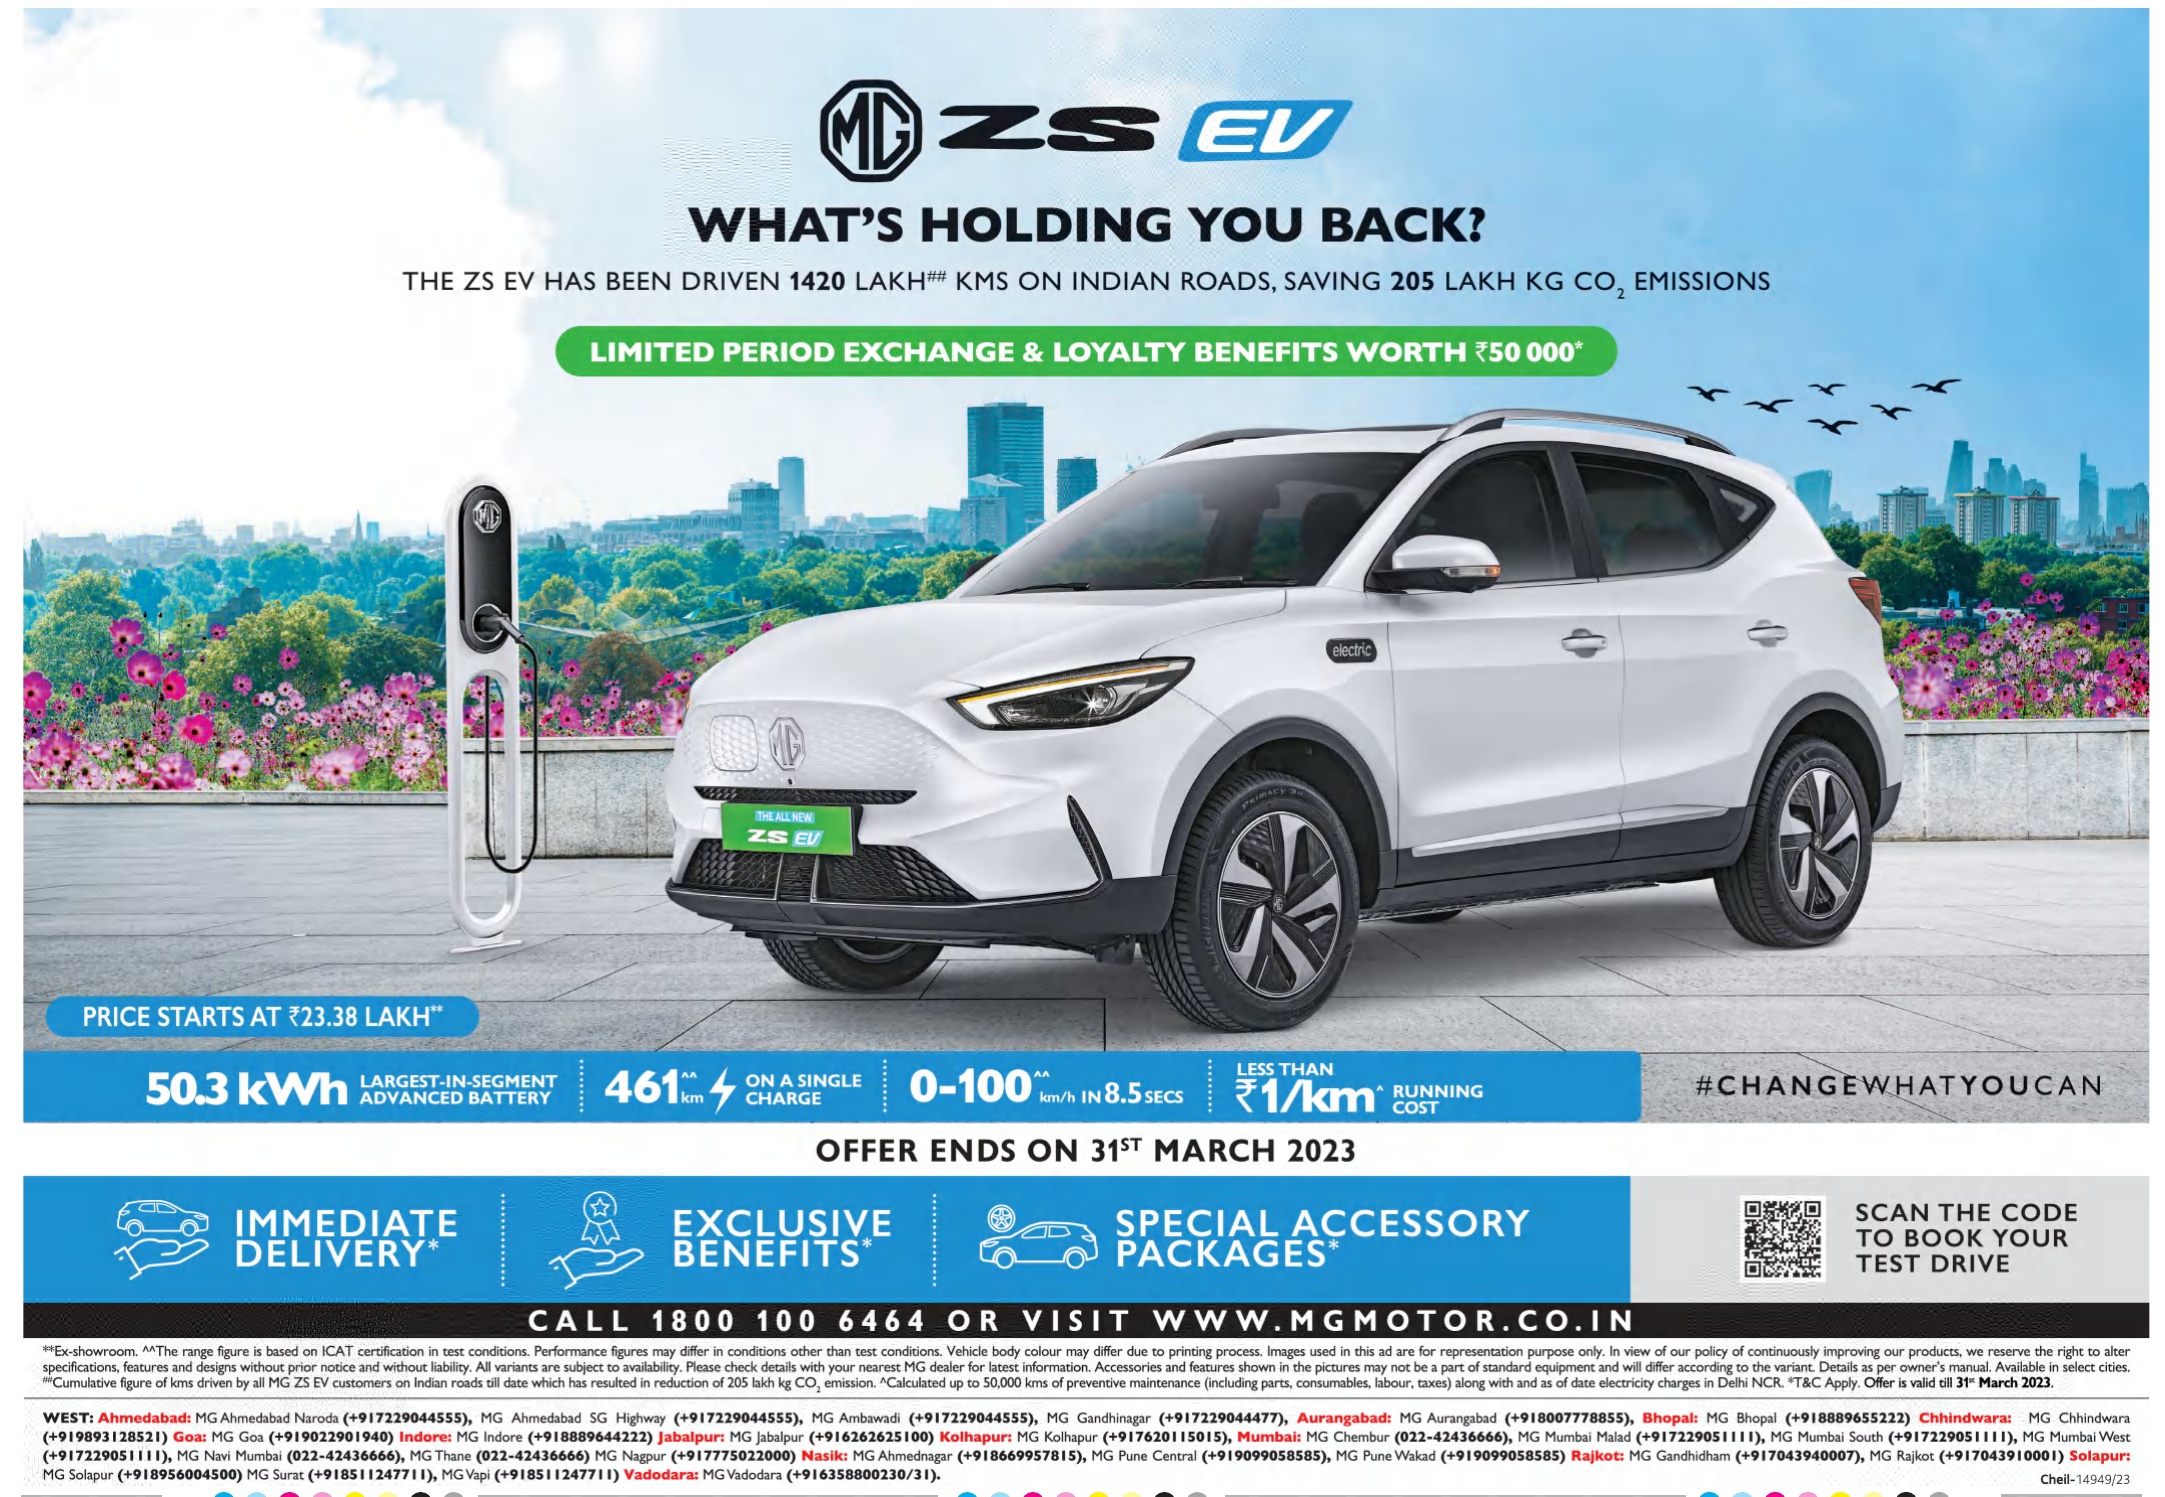 MG ZS EV
WHAT'S HOLDING YOU BACK?
THE ZS EV HAS BEEN DRIVEN 1420 LAKH## KMS ON INDIAN ROADS, SAVING 205 LAKH KG CO2 EMISSIONS
LIMITED PERIOD EXCHANGE & LOYALTY BENEFITS WORTH ₹50 000*
MG
electric
MG
PRIMACY 3
THE ALL NEW
ZS EV
MG
PRICE STARTS AT ₹23.38 LAKH**
50.3 kWh LARGEST-IN-SEGMENT ADVANCED BATTERY
461^^ km ON A SINGLE CHARGE
0-100^^ km/h IN 8.5 SECS
LESS THAN ₹1/km^ RUNNING COST
#CHANGEWHATYOUCAN
OFFER ENDS ON 31ST MARCH 2023
IMMEDIATE DELIVERY*
EXCLUSIVE BENEFITS*
SPECIAL ACCESSORY PACKAGES*
SCAN THE CODE
TO BOOK YOUR
TEST DRIVE
CALL 1800 100 6464 OR VISIT WWW.MGMOTOR.CO.IN
**Ex-showroom. ^^The range figure is based on ICAT certification in test conditions. Performance figures may differ in conditions other than test conditions. Vehicle body colour may differ due to printing process. Images used in this ad are for representation purpose only. In view of our policy of continuously improving our products, we reserve the right to alter
specifications, features and designs without prior notice and without liability. All variants are subject to availability. Please check details with your nearest MG dealer for latest information. Accessories and features shown in the pictures may not be a part of standard equipment and will differ according to the variant. Details as per owner's manual. Available in select cities.
##Cumulative figure of kms driven by all MG ZS EV customers on Indian roads till date which has resulted in reduction of 205 lakh kg CO2 emission. ^Calculated up to 50,000 kms of preventive maintenance (including parts, consumables, labour, taxes) along with and as of date electricity charges in Delhi NCR. *T&C Apply. Offer is valid till 31st March 2023.
WEST: Ahmedabad: MG Ahmedabad Naroda (+917229044555), MG Ahmedabad SG Highway (+917229044555), MG Ambawadi (+917229044555), MG Gandhinagar (+917229044477), Aurangabad: MG Aurangabad (+918007778855), Bhopal: MG Bhopal (+918889655222) Chhindwara: MG Chhindwara
(+919893128521) Goa: MG Goa (+919022901940) Indore: MG Indore (+918889644222) Jabalpur: MG Jabalpur (+916262625100) Kolhapur: MG Kolhapur (+917620115015), Mumbai: MG Chembur (022-42436666), MG Mumbai Malad (+917229051111), MG Mumbai South (+917229051111), MG Mumbai West
(+917229051111), MG Navi Mumbai (022-42436666), MG Thane (022-42436666) MG Nagpur (+917775022000) Nasik: MG Ahmednagar (+918669957815), MG Pune Central (+919099058585), MG Pune Wakad (+919099058585) Rajkot: MG Gandhidham (+917043940007), MG Rajkot (+917043910001) Solapur:
MG Solapur (+918956004500) MG Surat (+918511247711), MG Vapi (+918511247711) Vadodara: MG Vadodara (+916358800230/31).
Cheil-14949/23